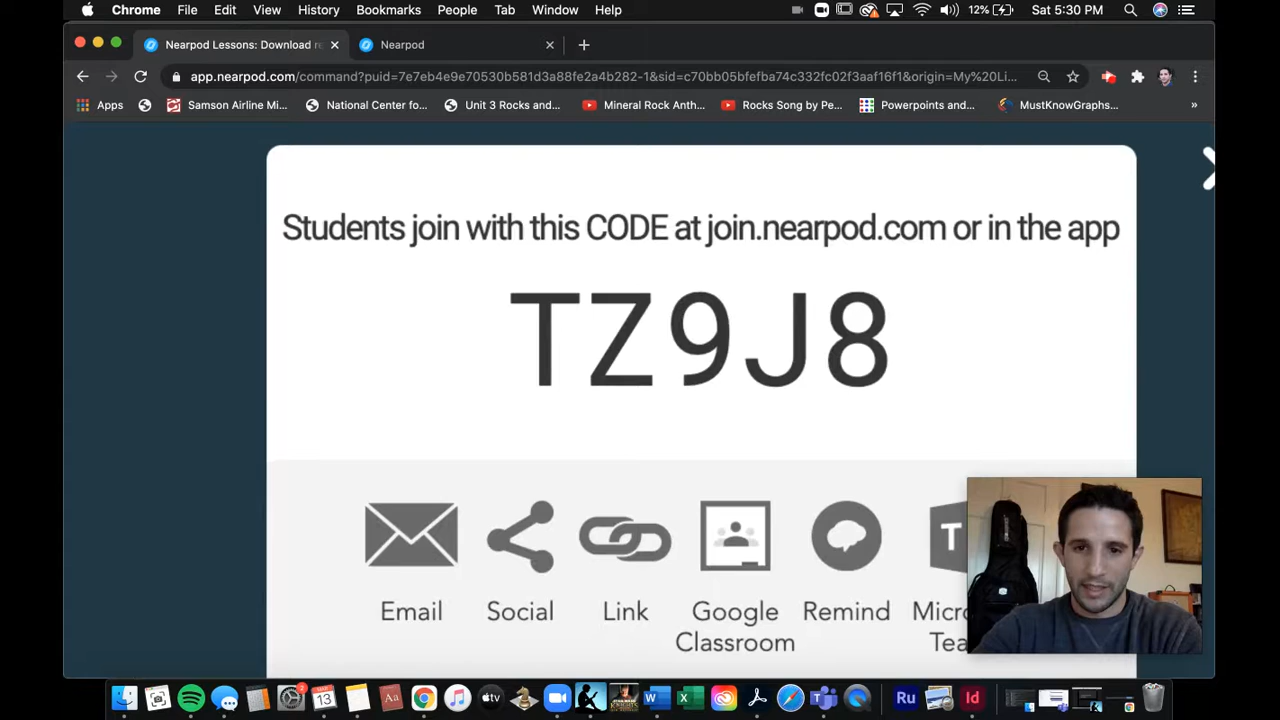 Chrome File Edit View History Bookmarks People Tab Window Help 12% Sat 5:30 PM
Nearpod Lessons: Download r Nearpod
app.nearpod.com/command?puid=7e7eb4e9e70530b581d3a88fe2a4b282-1&sid=c70bb05bfefba74c332fc02f3aaf16f1&origin=My%20Li...
Apps Samson Airline Mi... National Center fo... Unit 3 Rocks and... Mineral Rock Anth... Rocks Song by Pe... Powerpoints and... MustKnowGraphs... »
Students join with this CODE at join.nearpod.com or in the app
TZ9J8
Email Social Link Google Remind Micro
Classroom Tea